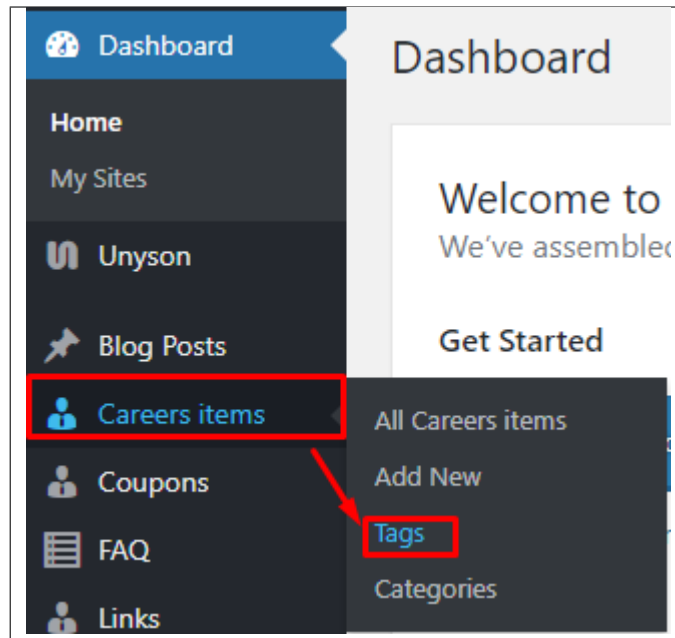 Dashboard
Home
My Sites
Unyson
Blog Posts
Careers items
Coupons
FAQ
Links
Dashboard
Welcome to
We've assembled
Get Started
All Careers items
Add New
Tags
Categories